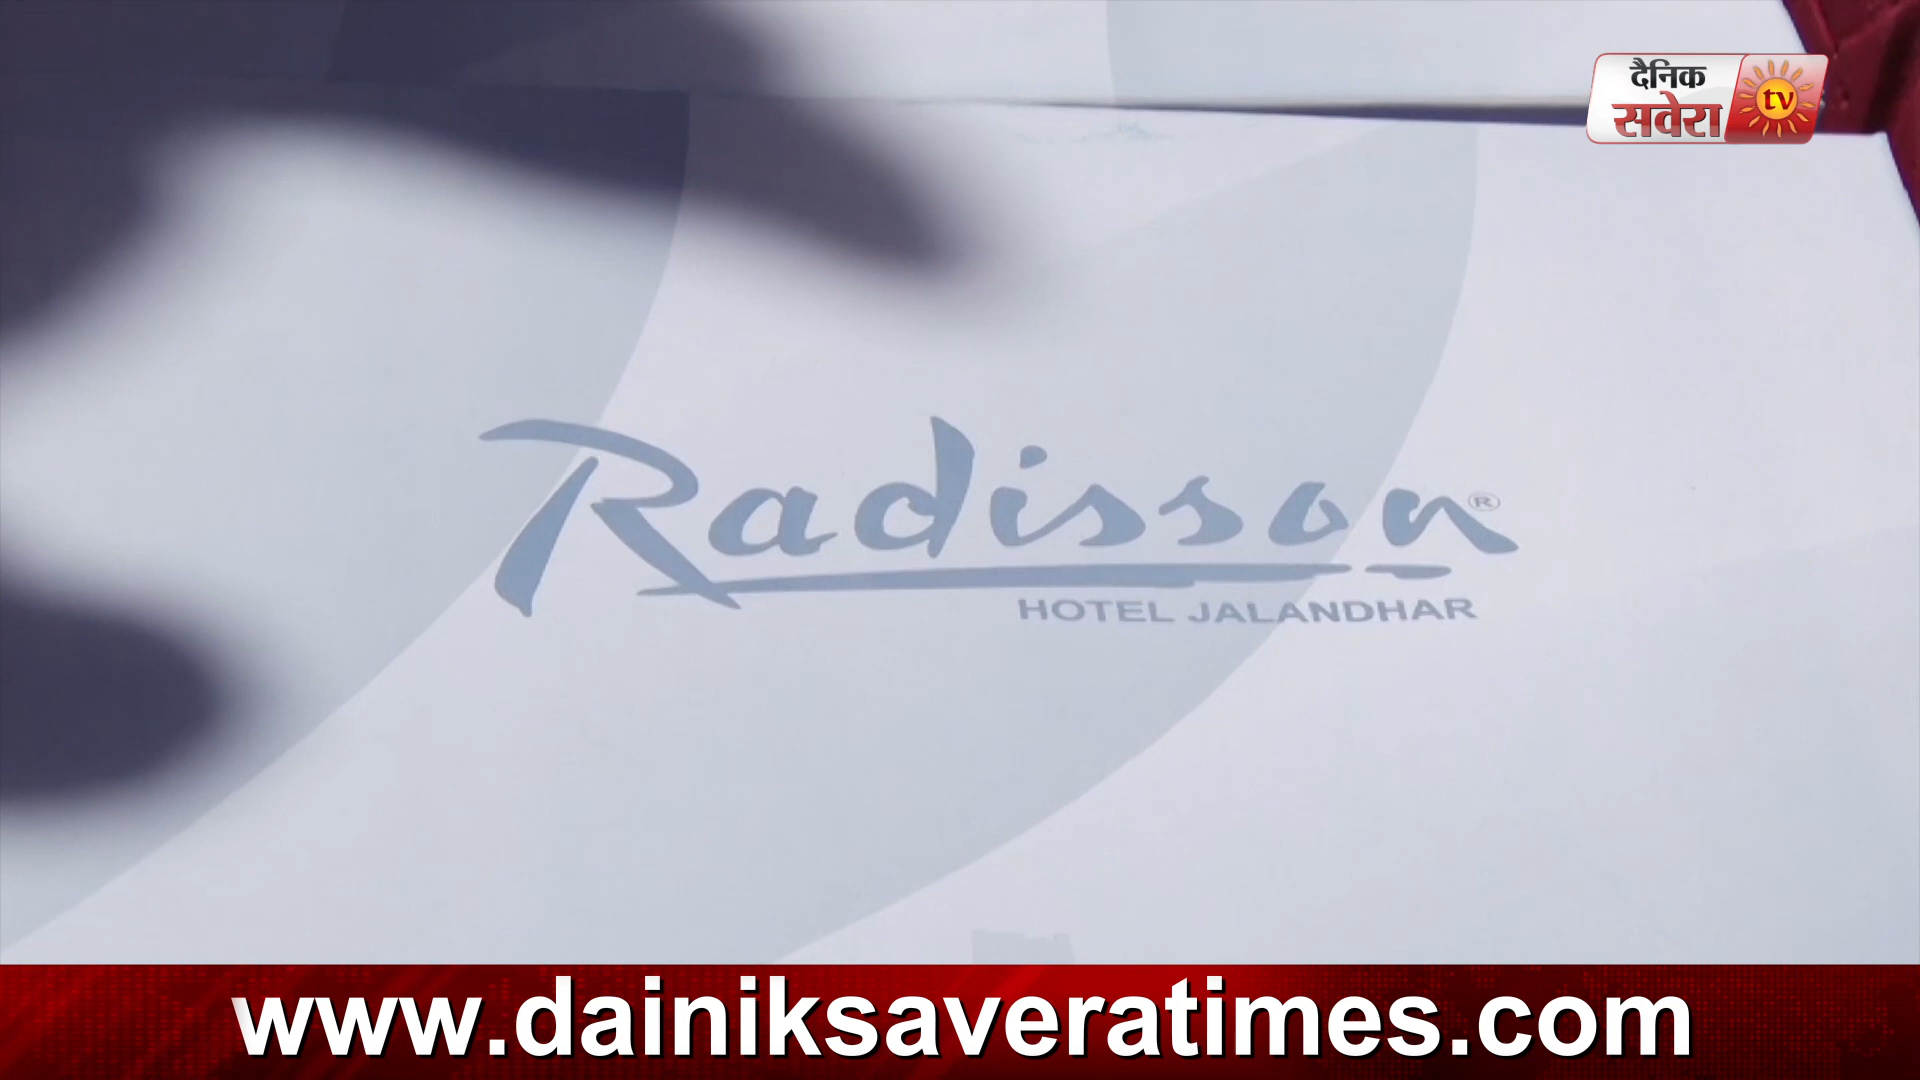 दैनिक
सवेरा tv
Radisson®
HOTEL JALANDHAR
www.dainiksaveratimes.com